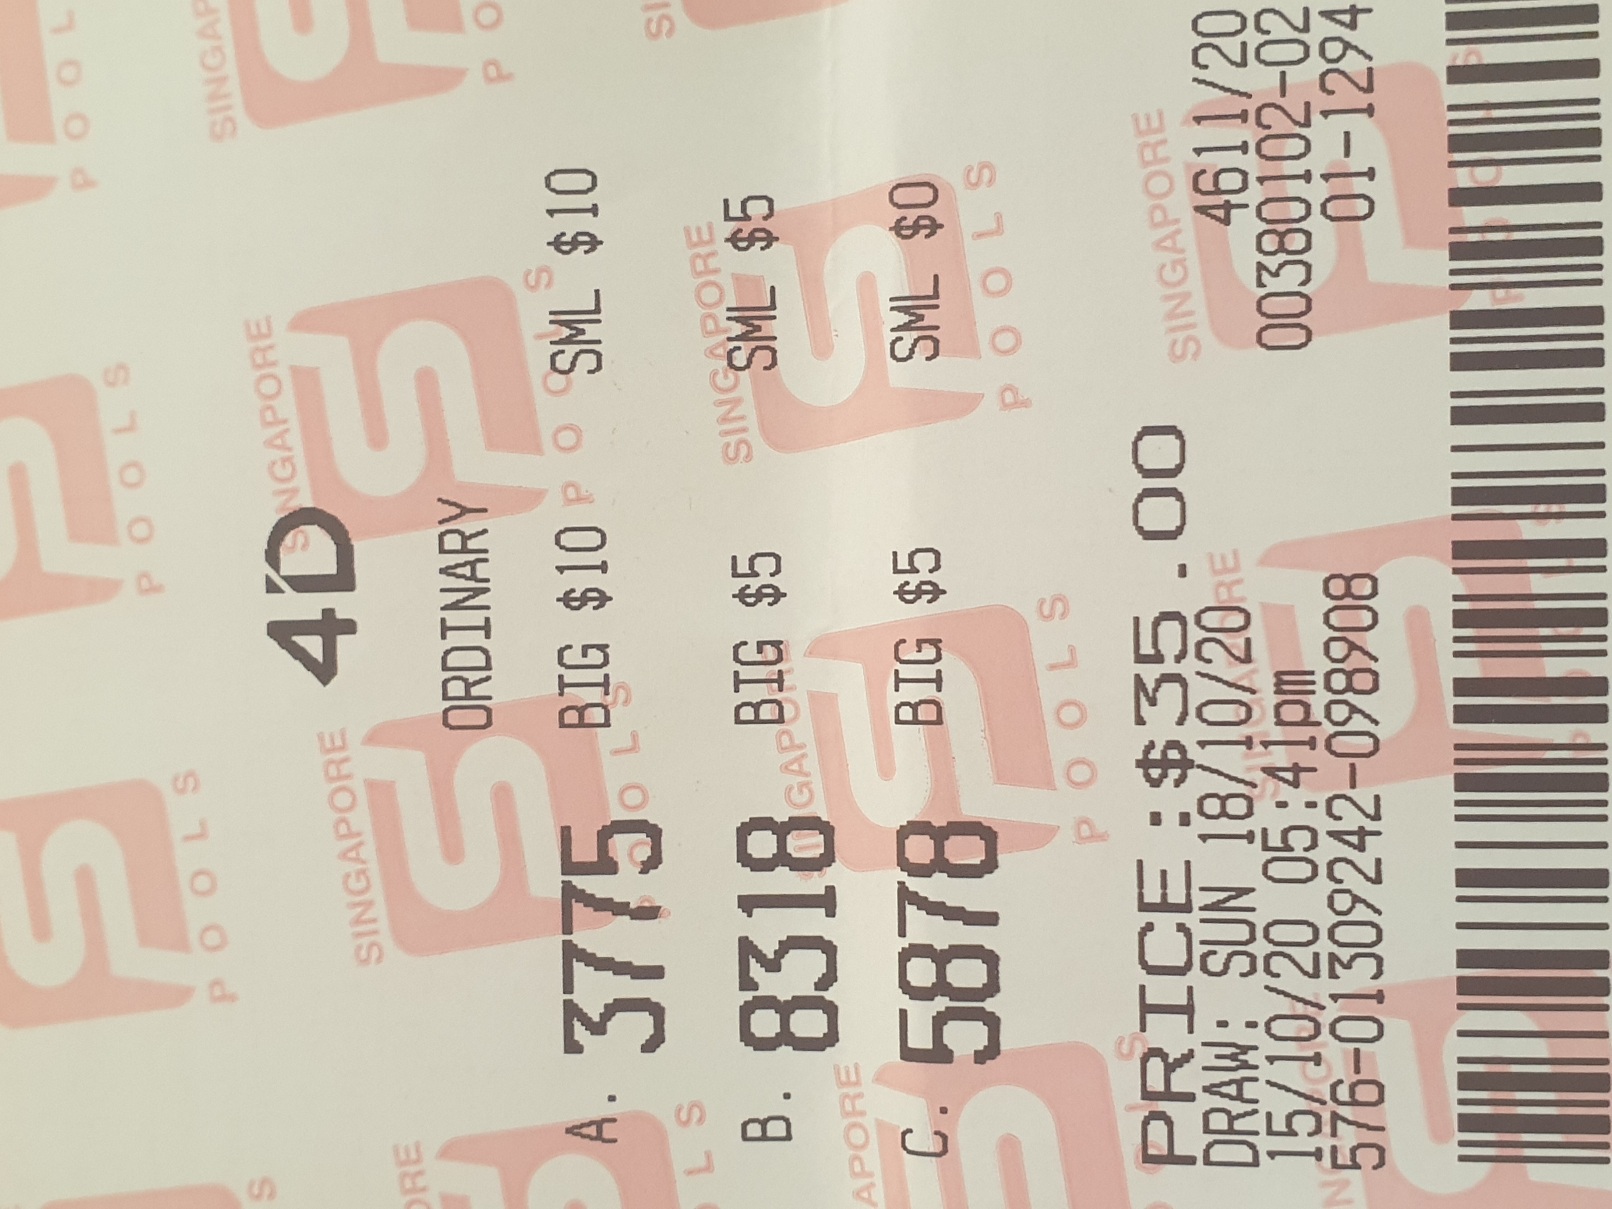 4D
ORDINARY
A. 3775 BIG $10 SML $10
B. 8318 BIG $5 SML $5
C. 5878 BIG $5 SML $0
PRICE:$35.00
DRAW: SUN 18/10/20 4611/20
15/10/20 05:41pm 00380102-02
576-01309242-098908 01-1294
SINGAPORE POOLS